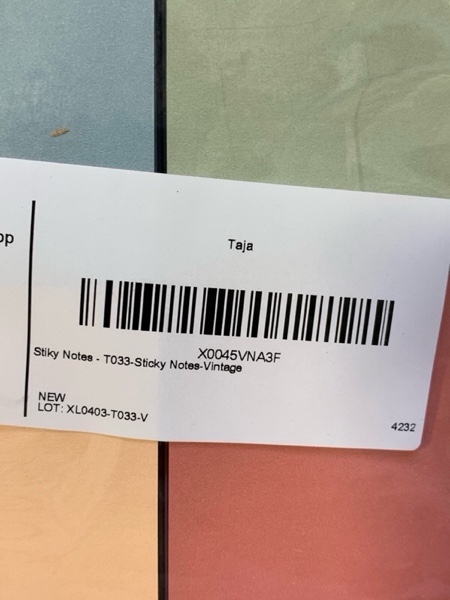 Taja
X0045VNA3F
Stiky Notes - T033-Sticky Notes-Vintage
NEW
LOT: XL0403-T033-V
4232